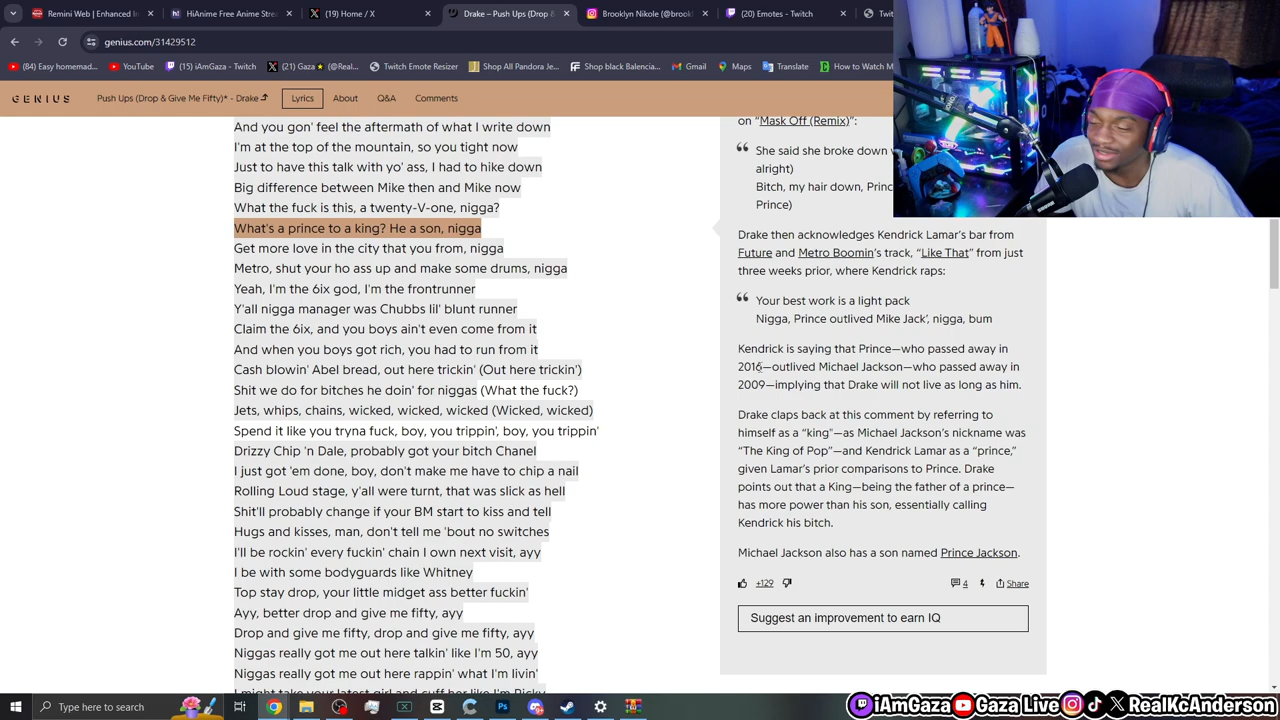 Remini Web | Enhanced In
HiAnime Free Anime Stre
(19) Home / X
Drake – Push Ups (Drop &
Brooklyn Nikole (@brookl
(20) Emotes - Twitch
Twi
genius.com/31429512
(84) Easy homemad...
YouTube
(15) iAmGaza - Twitch
(21) Gaza ★ (@Real...
Twitch Emote Resizer
Shop All Pandora Je...
Shop black Balencia...
Gmail
Maps
Translate
How to Watch M
GENIUS
Push Ups (Drop & Give Me Fifty)* - Drake
Lyrics
About
Q&A
Comments
And you gon' feel the aftermath of what I write down
I'm at the top of the mountain, so you tight now
Just to have this talk with yo' ass, I had to hike down
Big difference between Mike then and Mike now
What the fuck is this, a twenty-V-one, nigga?
What's a prince to a king? He a son, nigga
Get more love in the city that you from, nigga
Metro, shut your ho ass up and make some drums, nigga
Yeah, I'm the 6ix god, I'm the frontrunner
Y'all nigga manager was Chubbs lil' blunt runner
Claim the 6ix, and you boys ain't even come from it
And when you boys got rich, you had to run from it
Cash blowin' Abel bread, out here trickin' (Out here trickin')
Shit we do for bitches he doin' for niggas (What the fuck?)
Jets, whips, chains, wicked, wicked, wicked (Wicked, wicked)
Spend it like you tryna fuck, boy, you trippin', boy, you trippin'
Drizzy Chip 'n Dale, probably got your bitch Chanel
I just got 'em done, boy, don't make me have to chip a nail
Rolling Loud stage, y'all were turnt, that was slick as hell
Shit'll probably change if your BM start to kiss and tell
Hugs and kisses, man, don't tell me 'bout no switches
I'll be rockin' every fuckin' chain I own next visit, ayy
I be with some bodyguards like Whitney
Top stay drop, your little midget ass better fuckin'
Ayy, better drop and give me fifty, ayy
Drop and give me fifty, drop and give me fifty, ayy
Niggas really got me out here talkin' like I'm 50, ayy
Niggas really got me out here rappin' what I'm livin'
I might take your latest girl and cuff her like I'm Ricky
on “Mask Off (Remix)”:
She said she broke down
alright)
Bitch, my hair down, Princ
Prince)
Drake then acknowledges Kendrick Lamar's bar from
Future and Metro Boomin's track, “Like That” from just
three weeks prior, where Kendrick raps:
Your best work is a light pack
Nigga, Prince outlived Mike Jack', nigga, bum
Kendrick is saying that Prince—who passed away in
2016—outlived Michael Jackson—who passed away in
2009—implying that Drake will not live as long as him.
Drake claps back at this comment by referring to
himself as a “king”—as Michael Jackson's nickname was
“The King of Pop”—and Kendrick Lamar as a “prince,”
given Lamar's prior comparisons to Prince. Drake
points out that a King—being the father of a prince—
has more power than his son, essentially calling
Kendrick his bitch.
Michael Jackson also has a son named Prince Jackson.
+129
4
Share
Suggest an improvement to earn IQ
Type here to search
iAmGaza Gaza Live RealKcAnderson